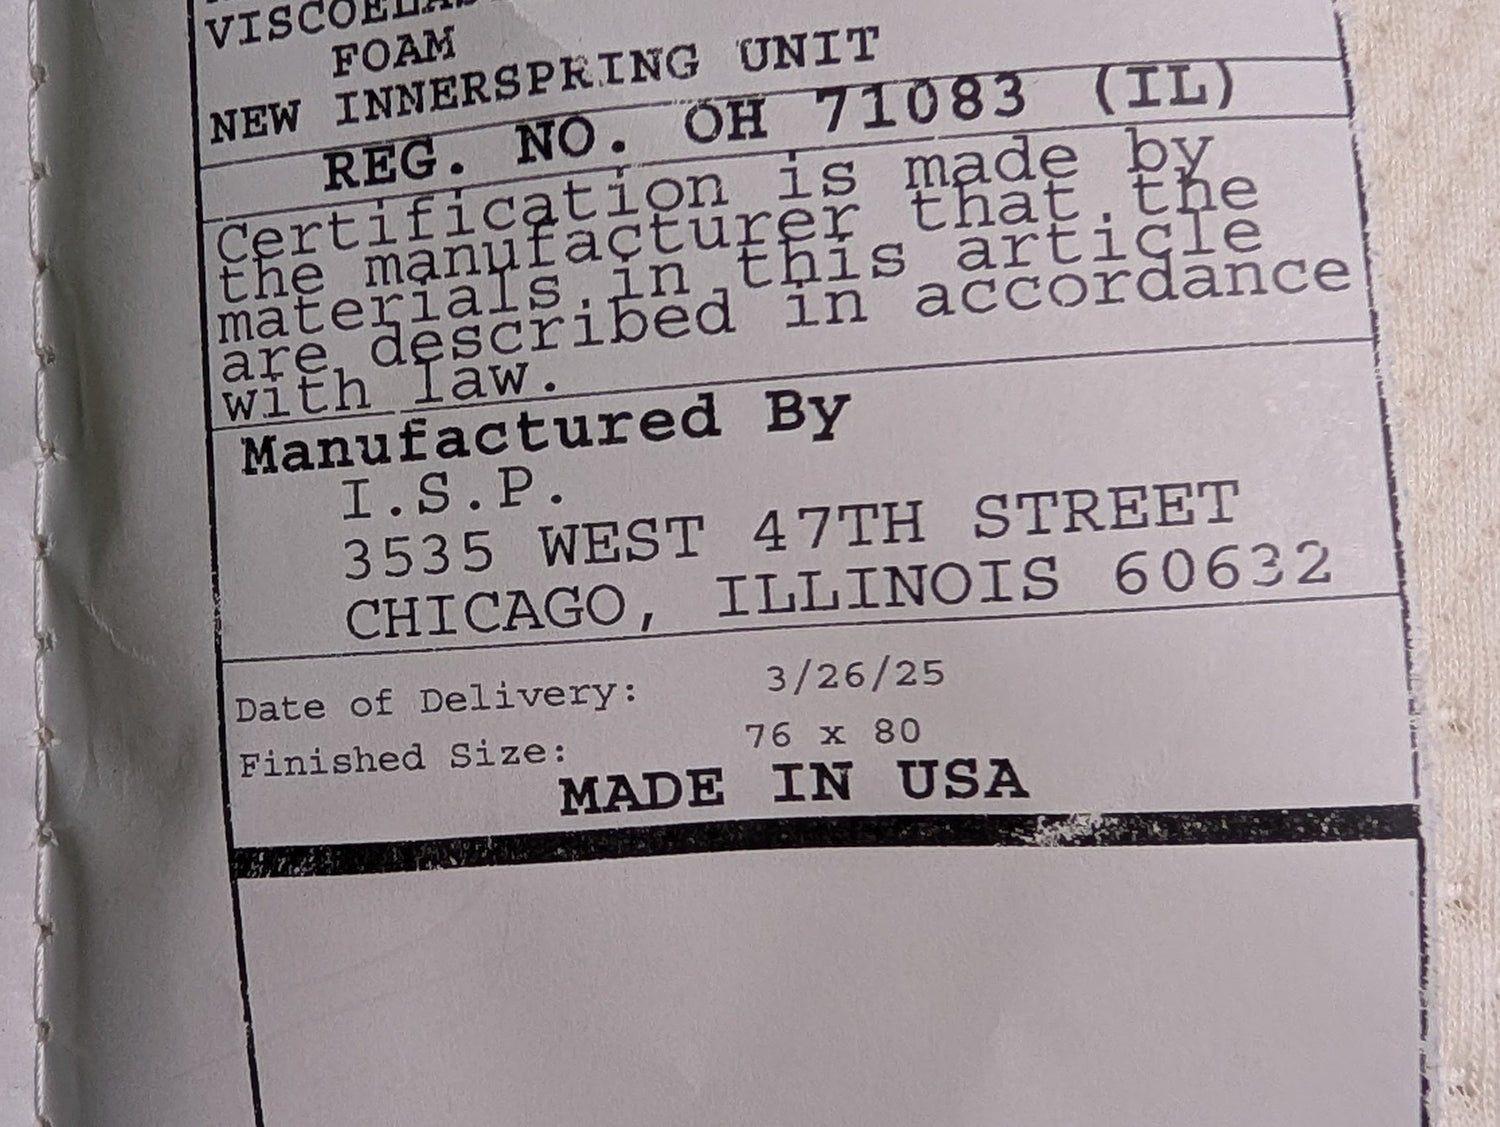 FOAM
NEW INNERSPRING UNIT
REG. NO. OH 71083 (IL)
Certification is made by
the manufacturer that the
materials in this article
are described in accordance
with law.
Manufactured By
I.S.P.
3535 WEST 47TH STREET
CHICAGO, ILLINOIS 60632
Date of Delivery: 3/26/25
Finished Size: 76 x 80
MADE IN USA